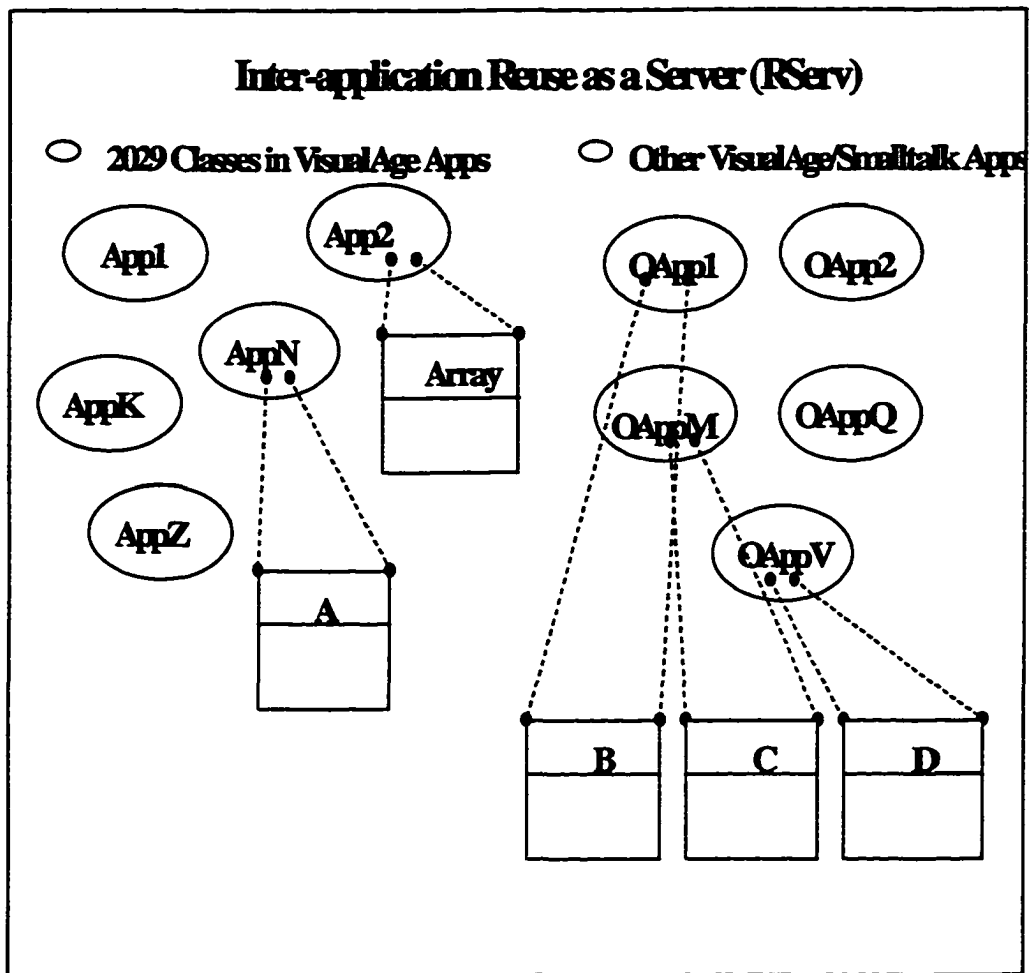 Inter-application Reuse as a Server (RServ)
2029 Classes in VisualAge Apps
Other VisualAge/Smalltalk Apps
App1
App2
OApp1
OApp2
AppN
Array
AppK
OAppM
OAppQ
AppZ
OAppV
A
B
C
D